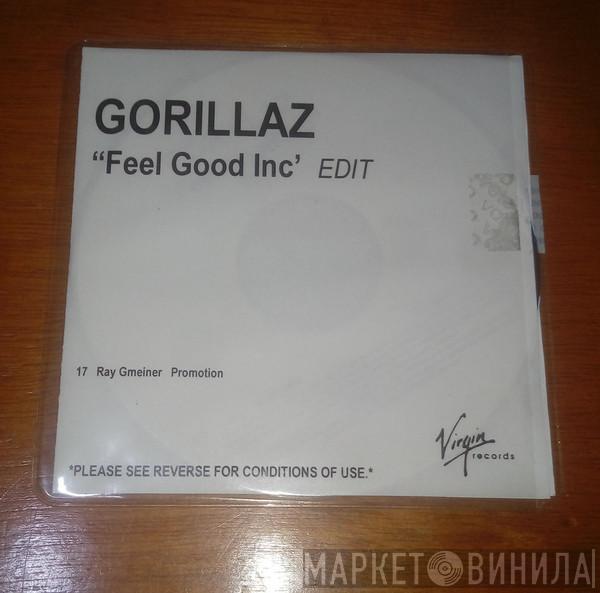 GORILLAZ
“Feel Good Inc’ EDIT
17 Ray Gmeiner Promotion
Virgin
records
*PLEASE SEE REVERSE FOR CONDITIONS OF USE.*
МАРКЕТ ВИНИЛА